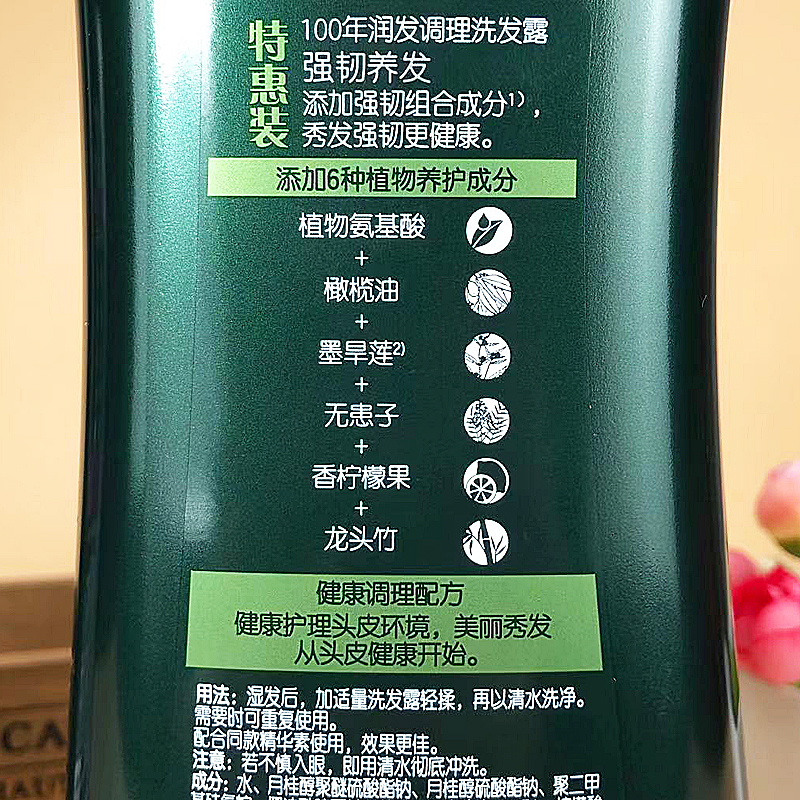 特惠装
100年润发调理洗发露
强韧养发
添加强韧组合成分1),
秀发强韧更健康。
添加6种植物养护成分
植物氨基酸
+
橄榄油
+
墨旱莲2)
+
无患子
+
香柠檬果
+
龙头竹
健康调理配方
健康护理头皮环境，美丽秀发
从头皮健康开始。
用法：湿发后，加适量洗发露轻揉，再以清水洗净。
需要时可重复使用。
配合同款精华素使用，效果更佳。
注意：若不慎入眼，即用清水彻底冲洗。
成分：水、月桂醇聚醚硫酸酯钠、月桂醇硫酸酯钠、聚二甲
CA